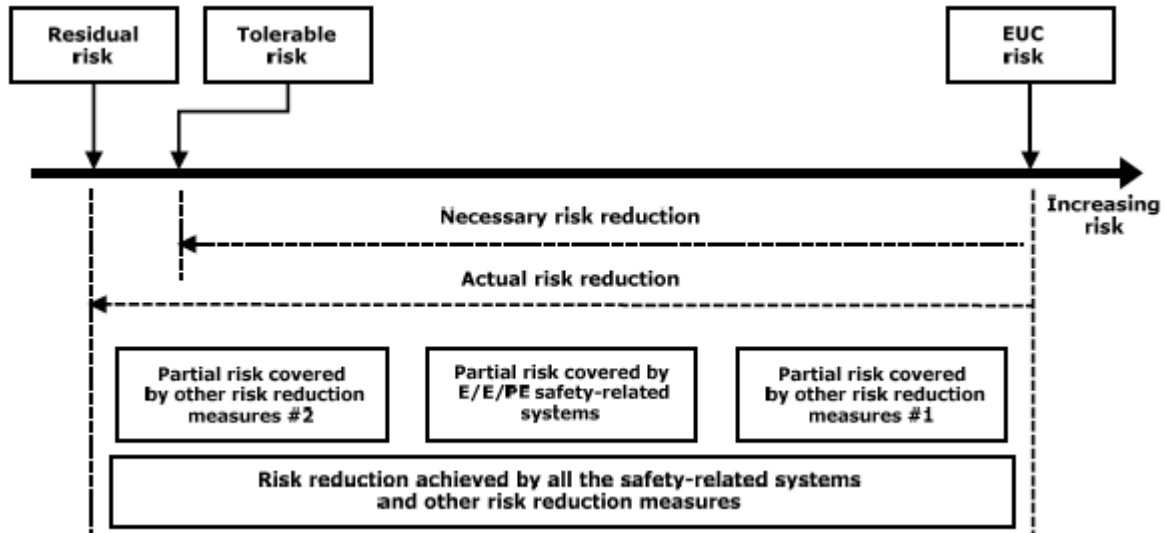 Residual
risk
Tolerable
risk
EUC
risk
Increasing
risk
Necessary risk reduction
Actual risk reduction
Partial risk covered
by other risk reduction
measures #2
Partial risk covered by
E/E/PE safety-related
systems
Partial risk covered
by other risk reduction
measures #1
Risk reduction achieved by all the safety-related systems
and other risk reduction measures